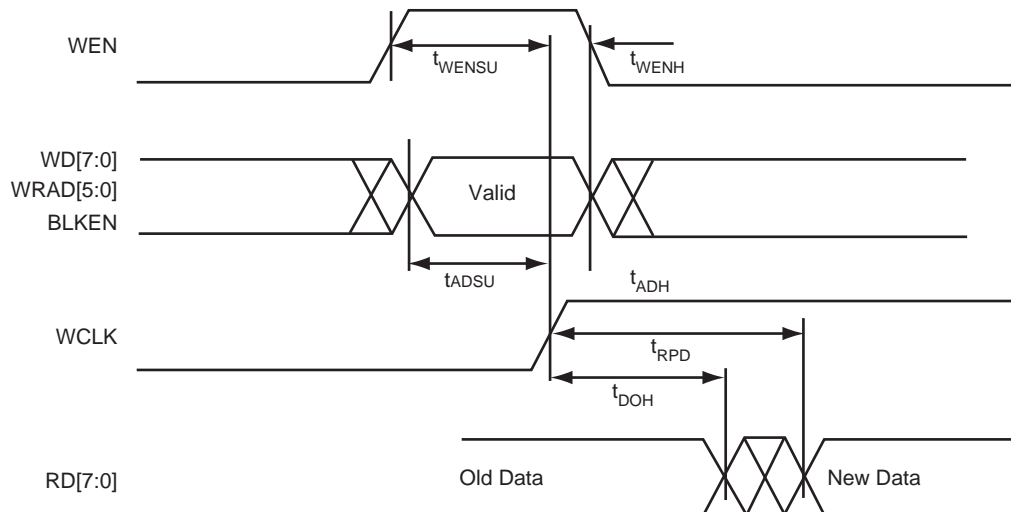 WEN
tWENSU
tWENH
WD[7:0]
WRAD[5:0]
BLKEN
Valid
tADSU
tADH
WCLK
tRPD
tDOH
RD[7:0]
Old Data
New Data